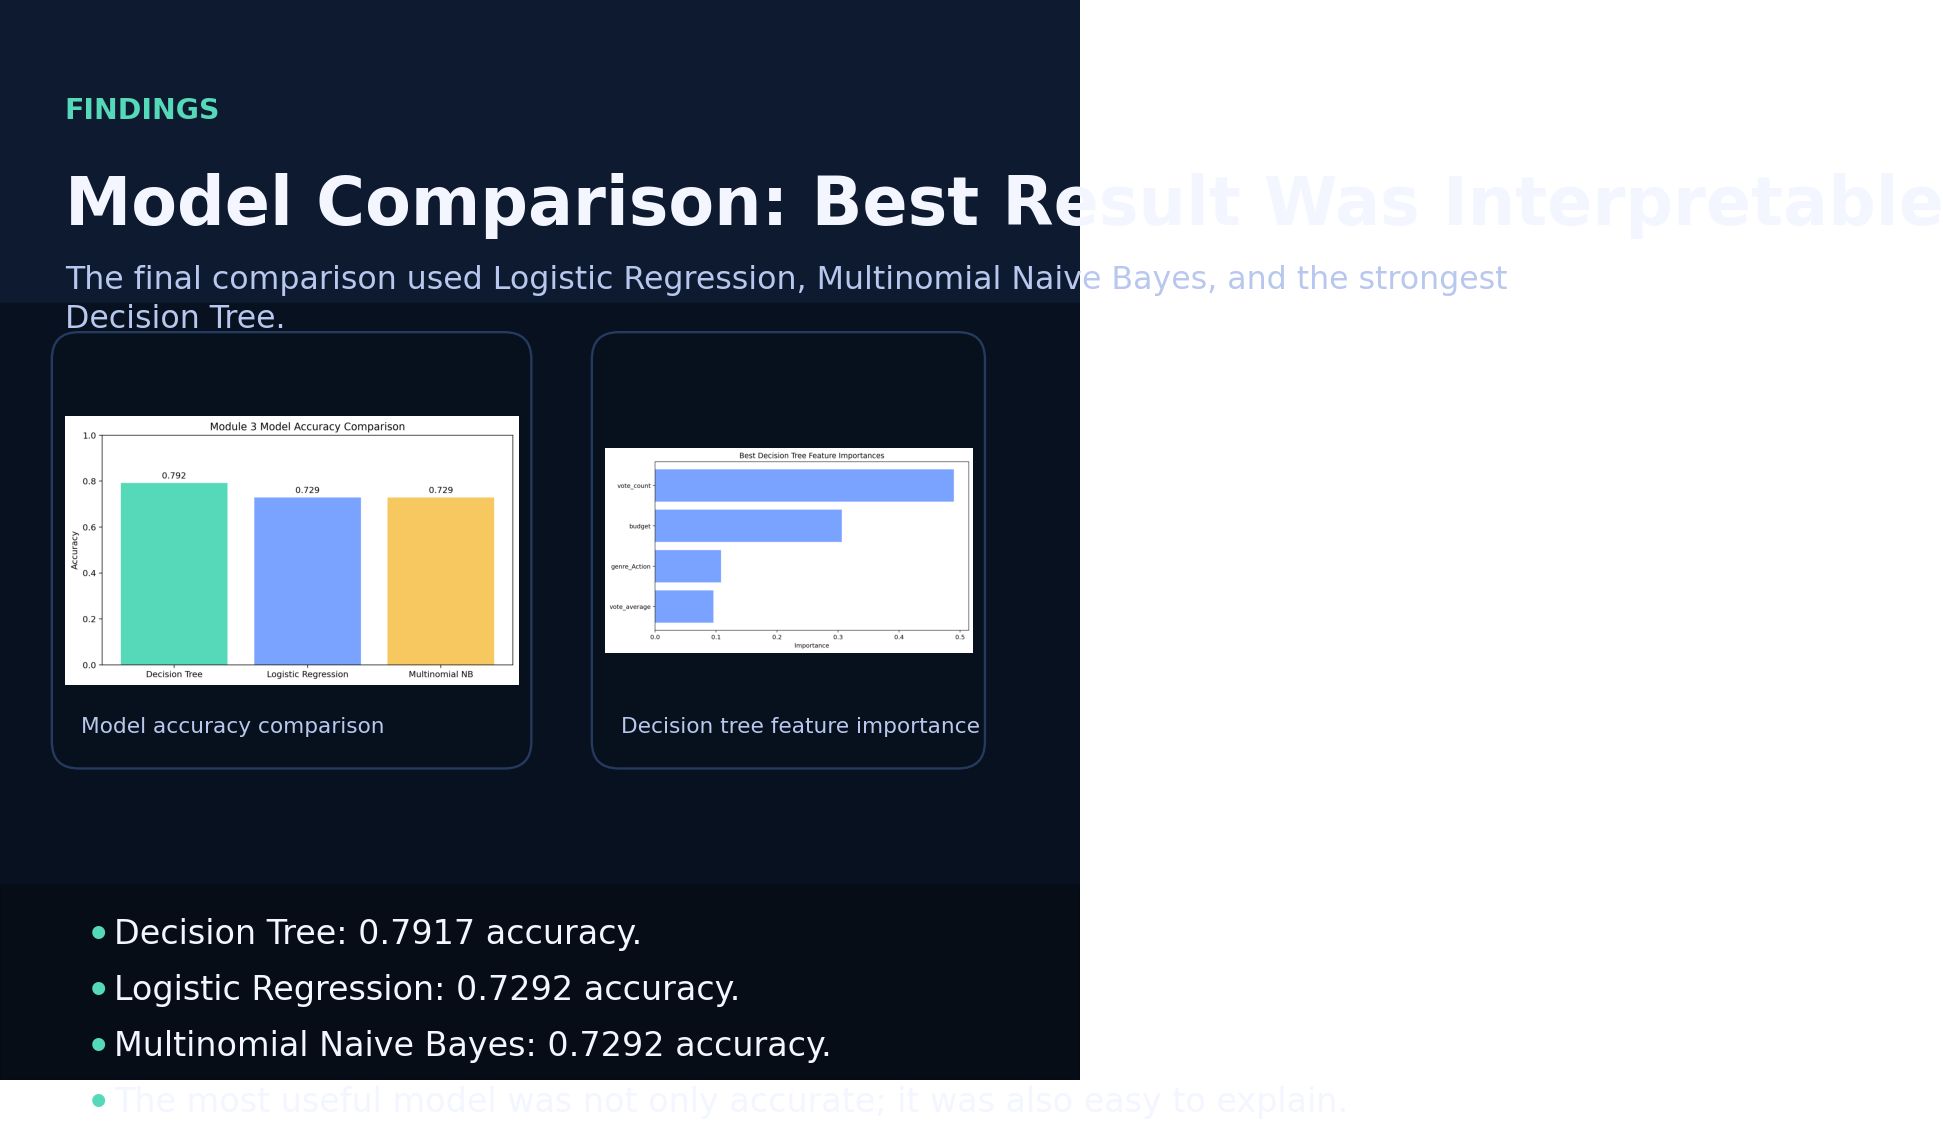 FINDINGS
Model Comparison: Best Result Was Interpretable
The final comparison used Logistic Regression, Multinomial Naive Bayes, and the strongest
Decision Tree.
Module 3 Model Accuracy Comparison
1.0
0.8
0.6
0.4
0.2
0.0
Accuracy
0.792
0.729
0.729
Decision Tree
Logistic Regression
Multinomial NB
Model accuracy comparison
Best Decision Tree Feature Importances
vote_count
budget
genre_Action
vote_average
0.0
0.1
0.2
0.3
0.4
0.5
Importance
Decision tree feature importance
• Decision Tree: 0.7917 accuracy.
• Logistic Regression: 0.7292 accuracy.
• Multinomial Naive Bayes: 0.7292 accuracy.
• The most useful model was not only accurate; it was also easy to explain.